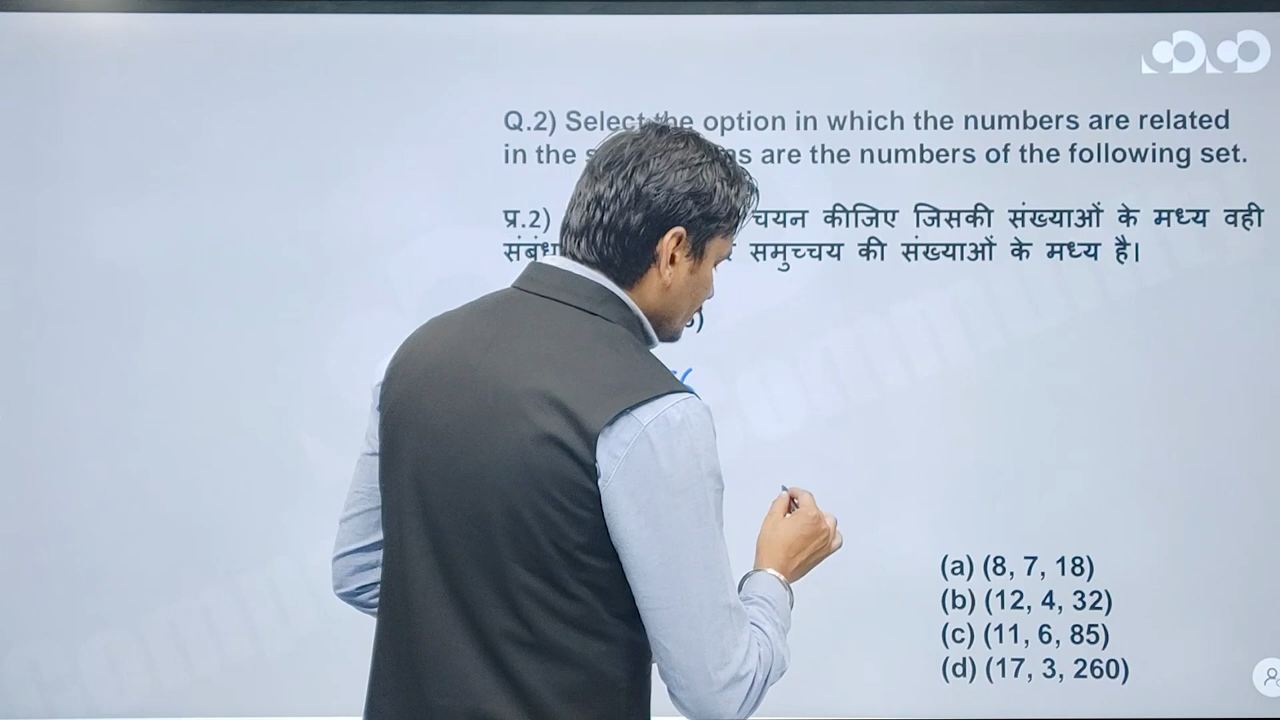 Q.2) Select the option in which the numbers are related
in the are the numbers of the following set.
प्र.2) चयन कीजिए जिसकी संख्याओं के मध्य वही
समुच्चय की संख्याओं के मध्य है।
(a) (8, 7, 18)
(b) (12, 4, 32)
(c) (11, 6, 85)
(d) (17, 3, 260)